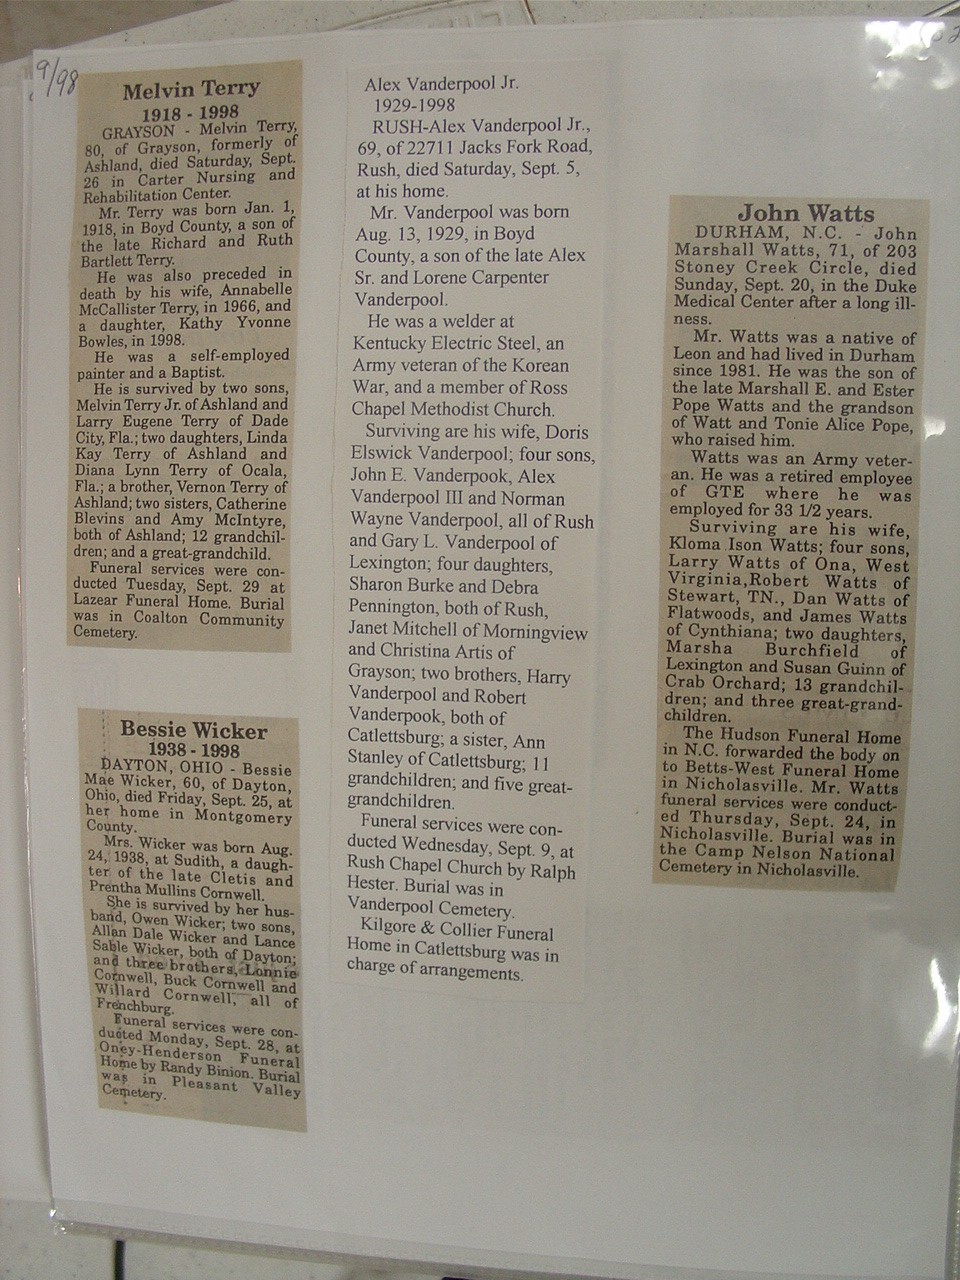 9/98
Melvin Terry
1918 - 1998
GRAYSON - Melvin Terry,
80, of Grayson, formerly of
Ashland, died Saturday, Sept.
26 in Carter Nursing and
Rehabilitation Center.
Mr. Terry was born Jan. 1,
1918, in Boyd County, a son of
the late Richard and Ruth
Bartlett Terry.
He was also preceded in
death by his wife, Annabelle
McCallister Terry, in 1966, and
a daughter, Kathy Yvonne
Bowles, in 1998.
He was a self-employed
painter and a Baptist.
He is survived by two sons,
Melvin Terry Jr. of Ashland and
Larry Eugene Terry of Dade
City, Fla.; two daughters, Linda
Kay Terry of Ashland and
Diana Lynn Terry of Ocala,
Fla.; a brother, Vernon Terry of
Ashland; two sisters, Catherine
Blevins and Amy McIntyre,
both of Ashland; 12 grandchil-
dren; and a great-grandchild.
Funeral services were con-
ducted Tuesday, Sept. 29 at
Lazear Funeral Home. Burial
was in Coalton Community
Cemetery.
Bessie Wicker
1938 - 1998
DAYTON, OHIO - Bessie
Mae Wicker, 60, of Dayton,
Ohio, died Friday, Sept. 25, at
her home in Montgomery
County.
Mrs. Wicker was born Aug.
24, 1938, at Sudith, a daugh-
ter of the late Cletis and
Prentha Mullins Cornwell.
She is survived by her hus-
band, Owen Wicker; two sons,
Allan Dale Wicker and Lance
Sable Wicker, both of Dayton;
and three brothers, Lonnie
Cornwell, Buck Cornwell and
Willard Cornwell, all of
Frenchburg.
Funeral services were con-
ducted Monday, Sept. 28, at
Oney-Henderson Funeral
Home by Randy Binion. Burial
was in Pleasant Valley
Cemetery.
Alex Vanderpool Jr.
1929-1998
RUSH-Alex Vanderpool Jr.,
69, of 22711 Jacks Fork Road,
Rush, died Saturday, Sept. 5,
at his home.
Mr. Vanderpool was born
Aug. 13, 1929, in Boyd
County, a son of the late Alex
Sr. and Lorene Carpenter
Vanderpool.
He was a welder at
Kentucky Electric Steel, an
Army veteran of the Korean
War, and a member of Ross
Chapel Methodist Church.
Surviving are his wife, Doris
Elswick Vanderpool; four sons,
John E. Vanderpook, Alex
Vanderpool III and Norman
Wayne Vanderpool, all of Rush
and Gary L. Vanderpool of
Lexington; four daughters,
Sharon Burke and Debra
Pennington, both of Rush,
Janet Mitchell of Morningview
and Christina Artis of
Grayson; two brothers, Harry
Vanderpool and Robert
Vanderpook, both of
Catlettsburg; a sister, Ann
Stanley of Catlettsburg; 11
grandchildren; and five great-
grandchildren.
Funeral services were con-
ducted Wednesday, Sept. 9, at
Rush Chapel Church by Ralph
Hester. Burial was in
Vanderpool Cemetery.
Kilgore & Collier Funeral
Home in Catlettsburg was in
charge of arrangements.
John Watts
DURHAM, N.C. - John
Marshall Watts, 71, of 203
Stoney Creek Circle, died
Sunday, Sept. 20, in the Duke
Medical Center after a long ill-
ness.
Mr. Watts was a native of
Leon and had lived in Durham
since 1981. He was the son of
the late Marshall E. and Ester
Pope Watts and the grandson
of Watt and Tonie Alice Pope,
who raised him.
Watts was an Army veter-
an. He was a retired employee
of GTE where he was
employed for 33 1/2 years.
Surviving are his wife,
Kloma Ison Watts; four sons,
Larry Watts of Ona, West
Virginia,Robert Watts of
Stewart, TN., Dan Watts of
Flatwoods, and James Watts
of Cynthiana; two daughters,
Marsha Burchfield of
Lexington and Susan Guinn of
Crab Orchard; 13 grandchil-
dren; and three great-grand-
children.
The Hudson Funeral Home
in N.C. forwarded the body on
to Betts-West Funeral Home
in Nicholasville. Mr. Watts
funeral services were conduct-
ed Thursday, Sept. 24, in
Nicholasville. Burial was in
the Camp Nelson National
Cemetery in Nicholasville.